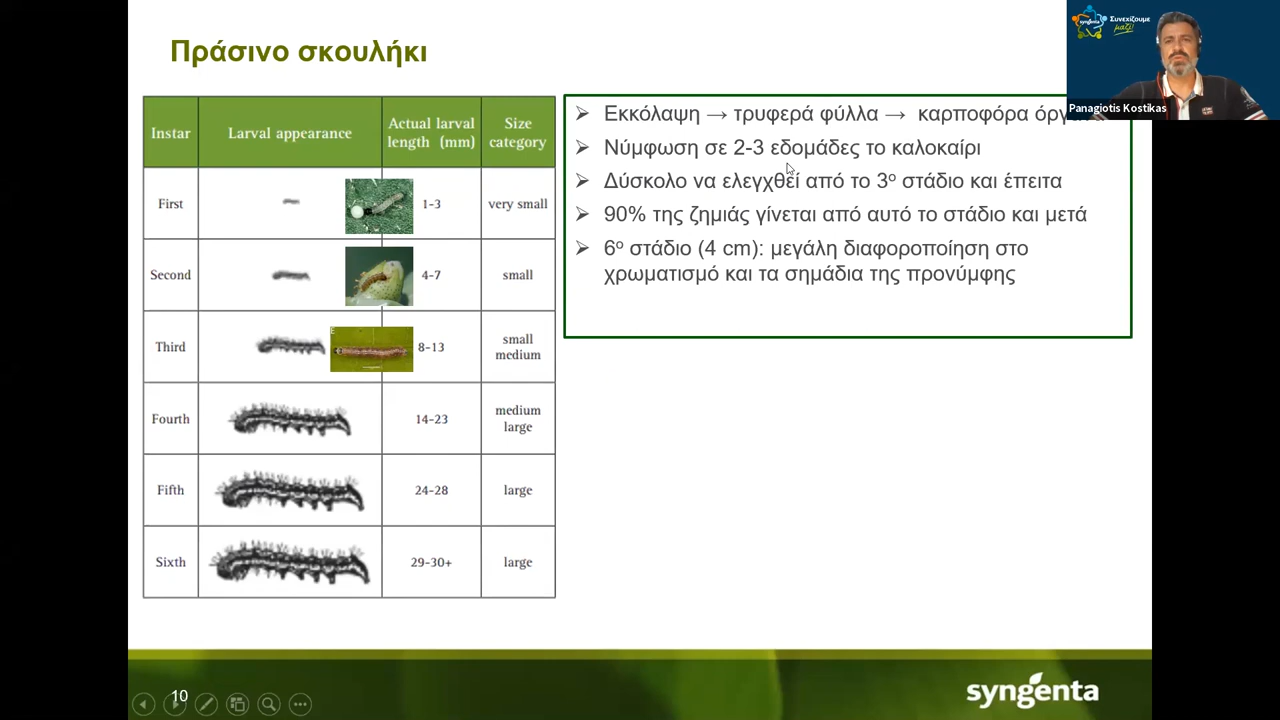 Πράσινο σκουλήκι
Συνεχίζουμε
μαζί!
syngenta
Panagiotis Kostikas
Instar
Larval appearance
Actual larval
length (mm)
Size
category
First
1-3
very small
Second
4-7
small
Third
8-13
small
medium
Fourth
14-23
medium
large
Fifth
24-28
large
Sixth
29-30+
large
➢ Εκκόλαψη → τρυφερά φύλλα → καρποφόρα
➢ Νύμφωση σε 2-3 εδομάδες το καλοκαίρι
➢ Δύσκολο να ελεγχθεί από το 3ο στάδιο και έπειτα
➢ 90% της ζημιάς γίνεται από αυτό το στάδιο και μετά
➢ 6ο στάδιο (4 cm): μεγάλη διαφοροποίηση στο
χρωματισμό και τα σημάδια της προνύμφης
10
syngenta